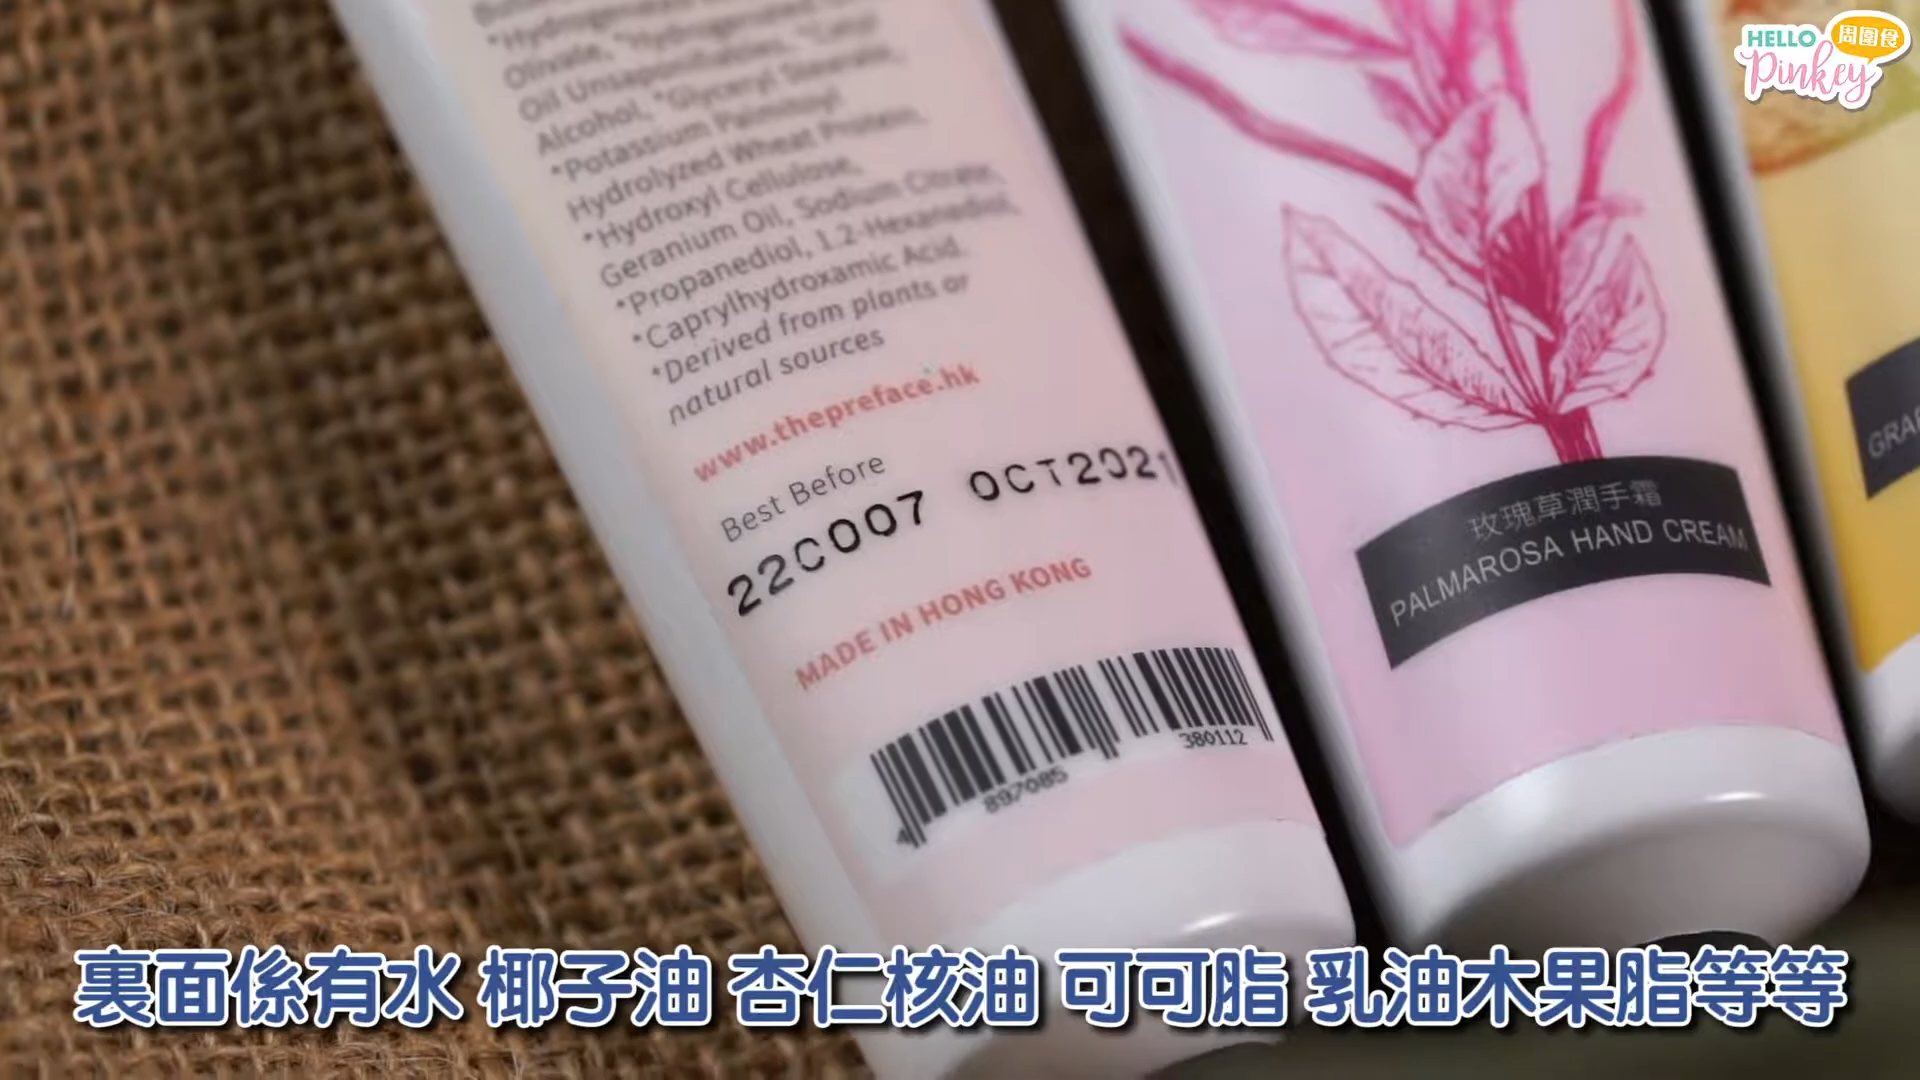 HELLO
Pinkey
周圍食
*Hydrogenated
Olivate, *Hydrogenated
Oil Unsaponifiables, *Cetyl
Alcohol, *Glyceryl Stearate,
*Potassium Palmitoyl
Hydrolyzed Wheat Protein,
*Hydroxyl Cellulose,
Geranium Oil, Sodium Citrate,
*Propanediol, 1.2-Hexanediol,
*Caprylhydroxamic Acid.
*Derived from plants or
natural sources
www.thepreface.hk
Best Before
22C007 OCT2021
MADE IN HONG KONG
4 897085 380112
玫瑰草潤手霜
PALMAROSA HAND CREAM
裏面係有水 椰子油 杏仁核油 可可脂 乳油木果脂等等